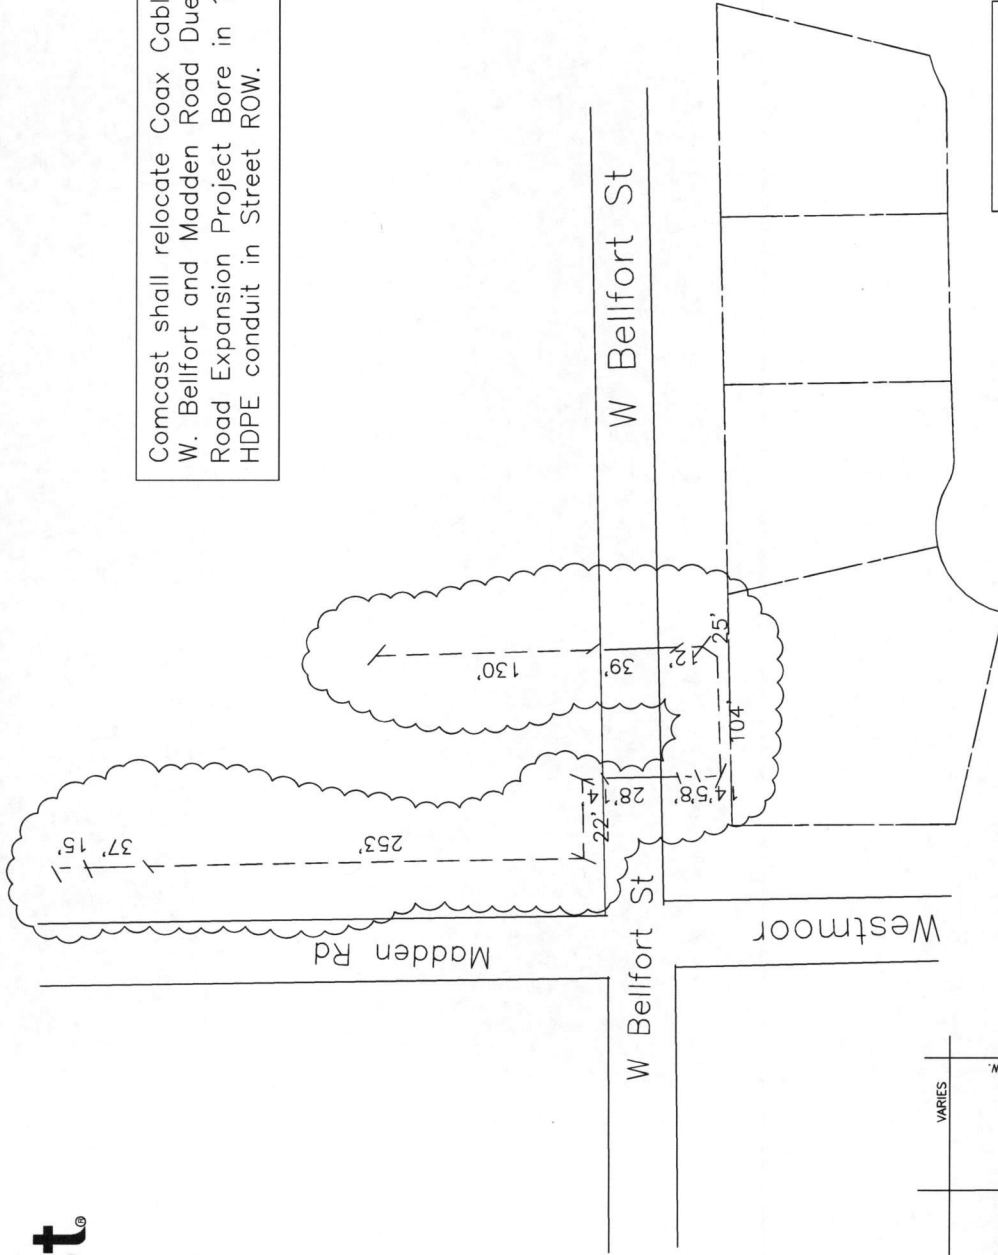 Comcast shall relocate Coax Cabl
W. Bellfort and Madden Road Due
Road Expansion Project Bore in
HDPE conduit in Street ROW.
W Bellfort St
W Bellfort St
Madden Rd
Westmoor
15'
37'
253'
22'
14
28'
5'8'
14'
104'
25'
12'
39'
130'
VARIES
t®